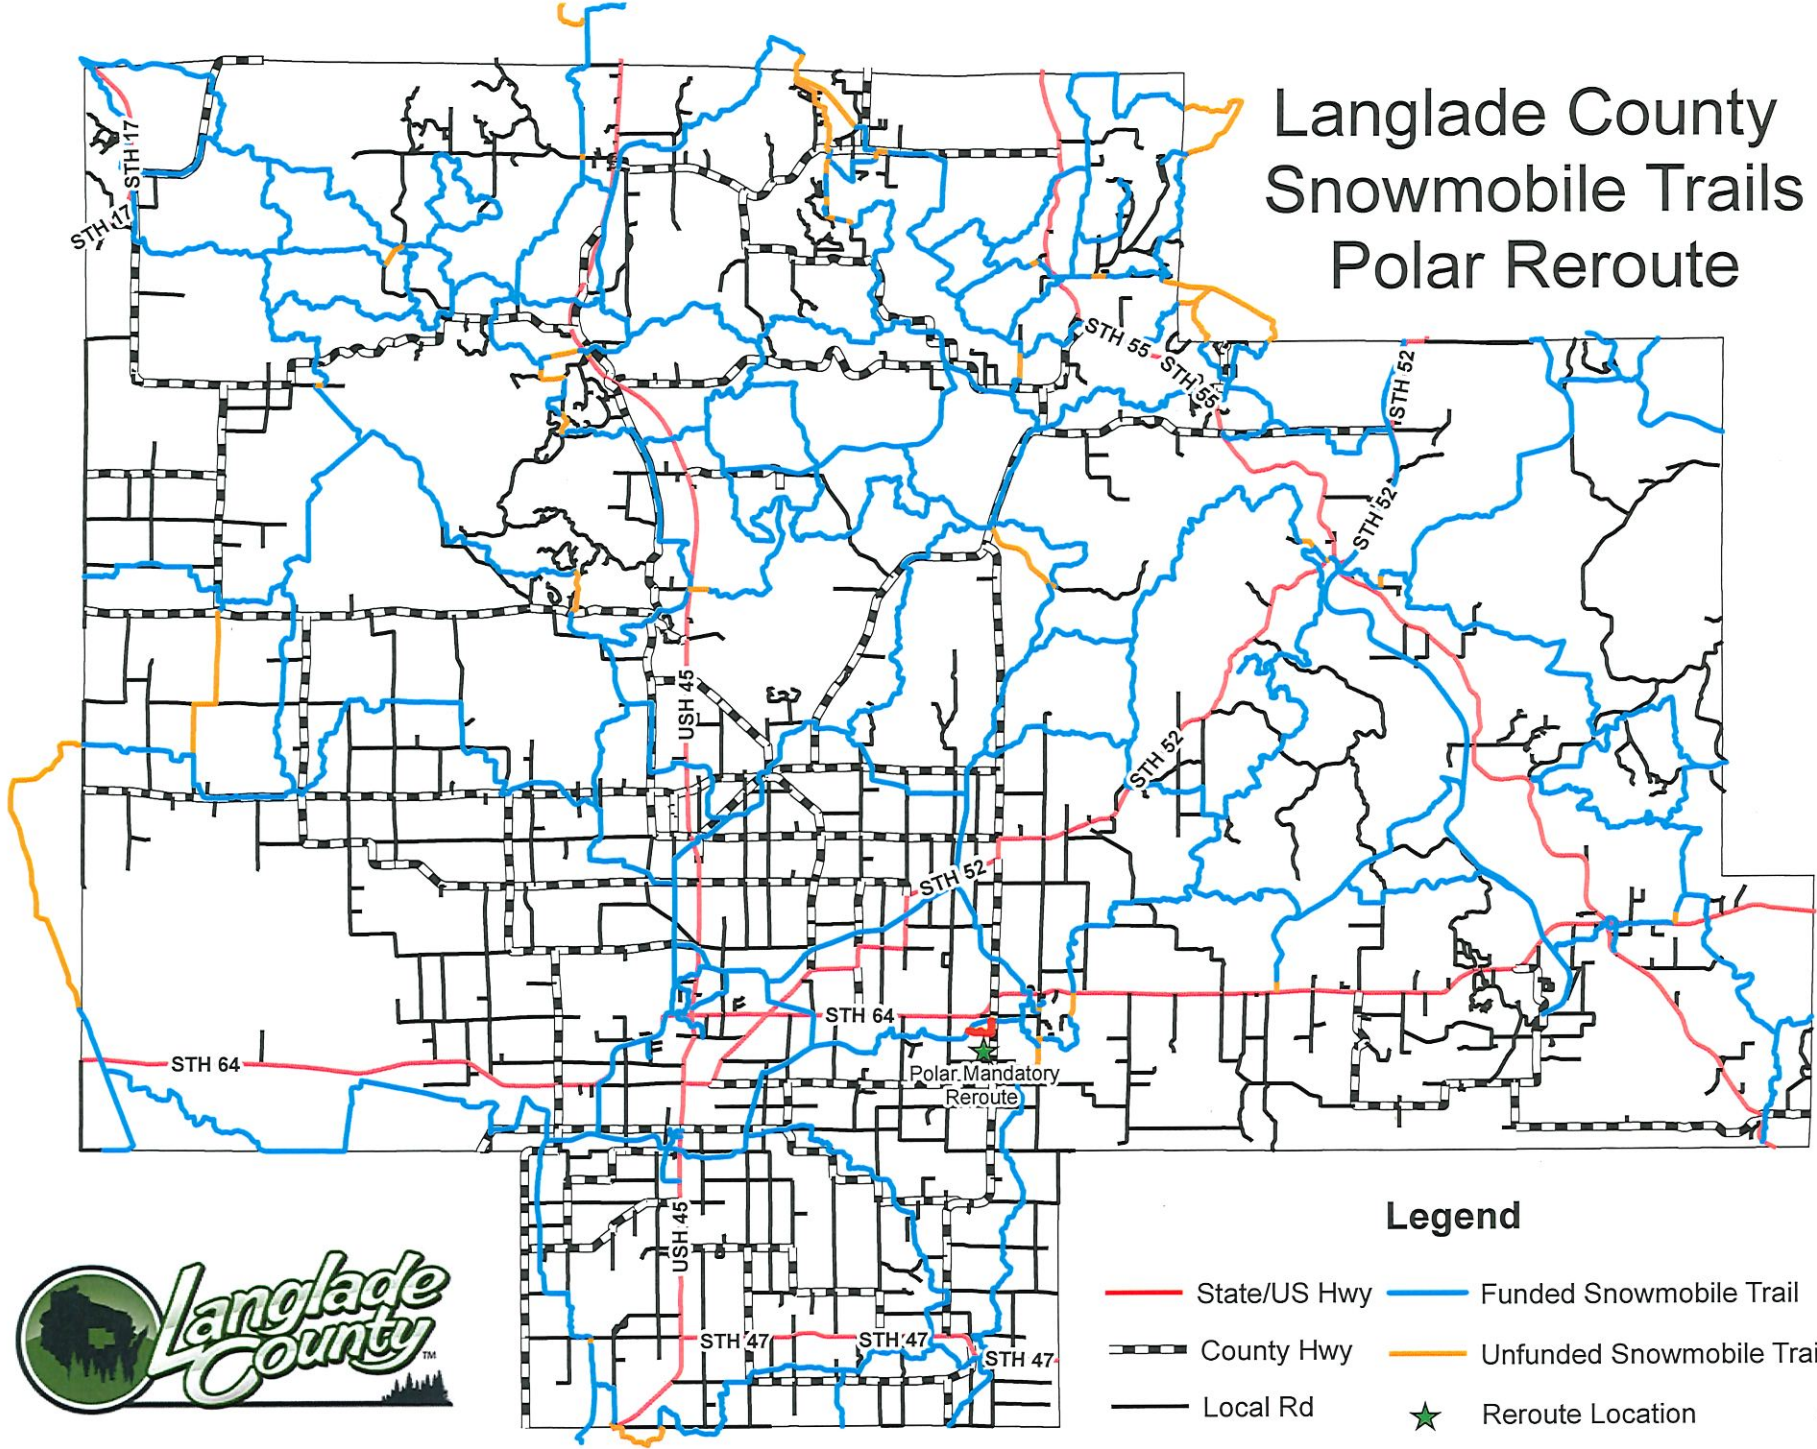 Langlade County
Snowmobile Trails
Polar Reroute
STH 17
STH 17
STH 55
STH 55
STH 52
STH 52
USH 45
STH 52
STH 52
STH 64
STH 64
Polar Mandatory
Reroute
USH 45
STH 47
STH 47
STH 47
Legend
State/US Hwy
Funded Snowmobile Trail
County Hwy
Unfunded Snowmobile Trai
Local Rd
Reroute Location
Langlade
County™